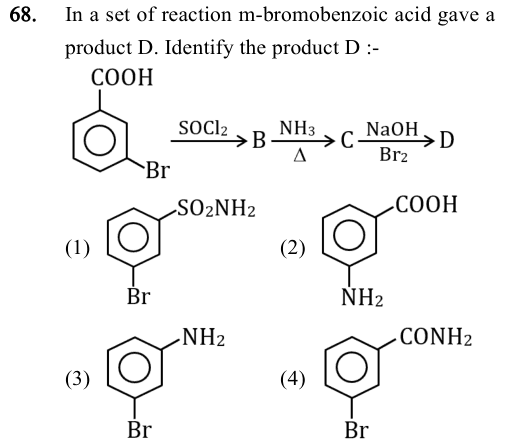 68. In a set of reaction m-bromobenzoic acid gave a
product D. Identify the product D :-
COOH
Br
SOCl2 B NH3 Δ C NaOH Br2 D
(1) SO2NH2 Br (2) COOH NH2
(3) NH2 Br (4) CONH2 Br